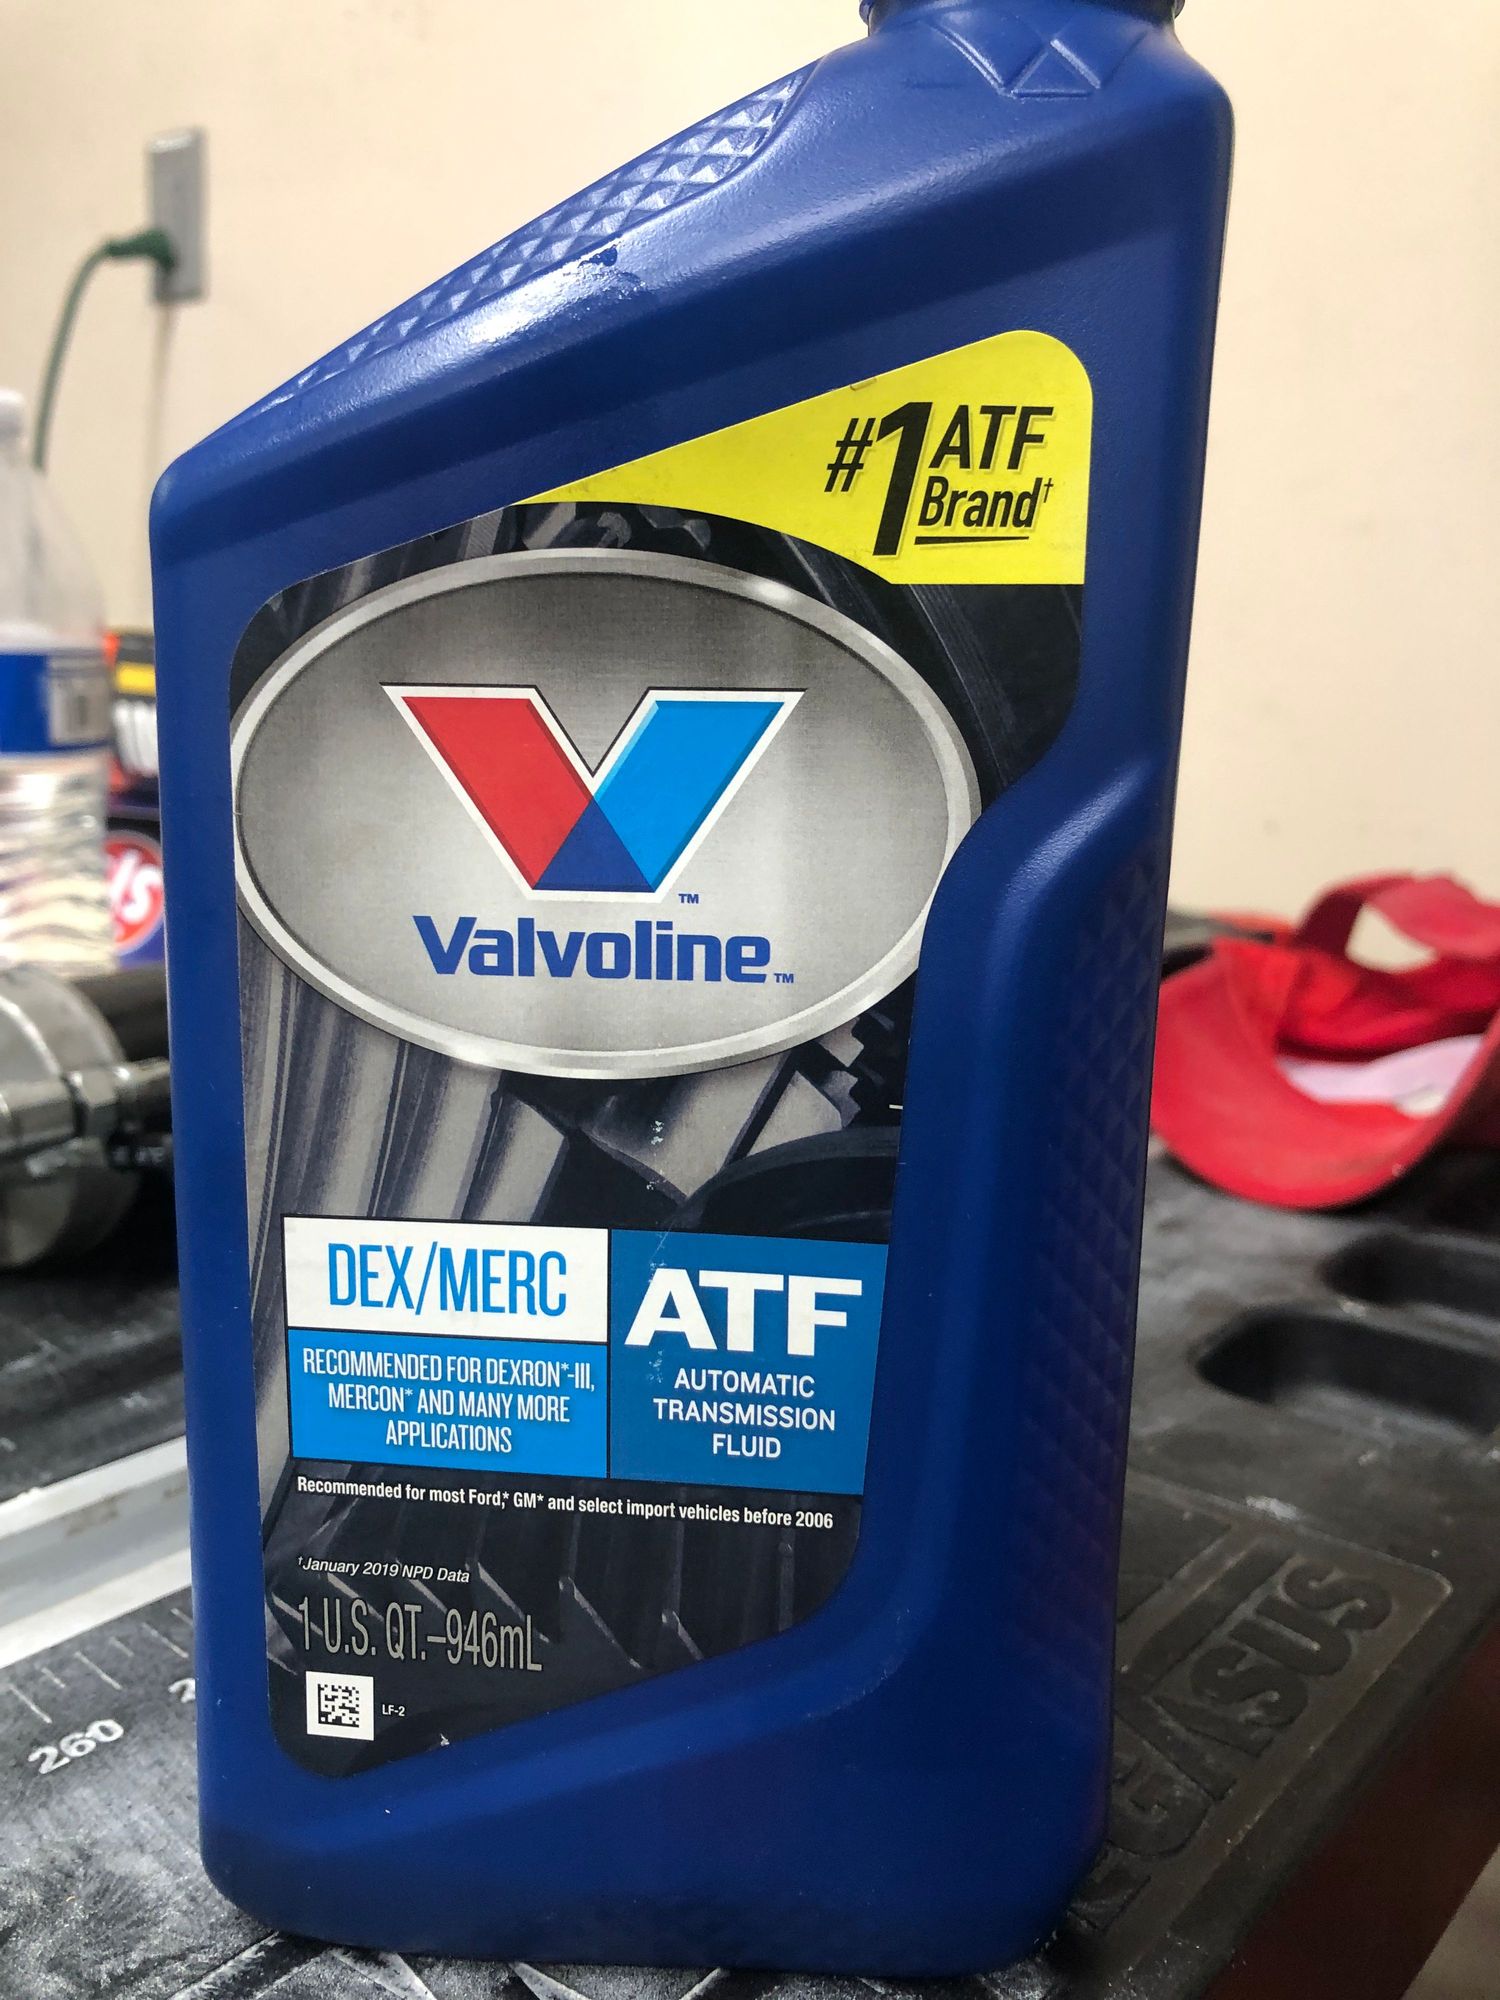 #1 ATF
Brand†
™
Valvoline™
DEX/MERC
RECOMMENDED FOR DEXRON*-III,
MERCON* AND MANY MORE
APPLICATIONS
ATF
AUTOMATIC
TRANSMISSION
FLUID
Recommended for most Ford,* GM* and select import vehicles before 2006
†January 2019 NPD Data
1 U.S. QT.–946mL
LF-2
260